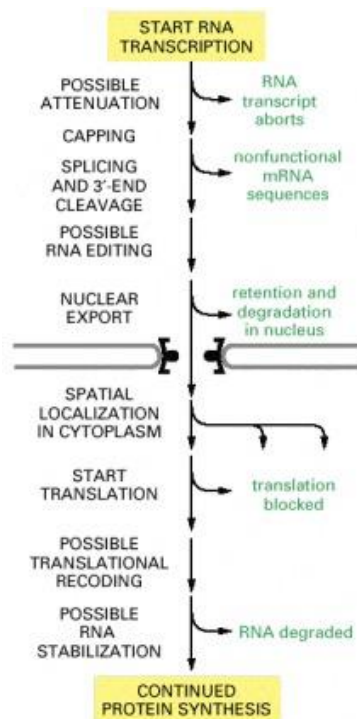 START RNA
TRANSCRIPTION
POSSIBLE
ATTENUATION
RNA
transcript
aborts
CAPPING
SPLICING
AND 3′-END
CLEAVAGE
nonfunctional
mRNA
sequences
POSSIBLE
RNA EDITING
NUCLEAR
EXPORT
retention and
degradation
in nucleus
SPATIAL
LOCALIZATION
IN CYTOPLASM
START
TRANSLATION
translation
blocked
POSSIBLE
TRANSLATIONAL
RECODING
POSSIBLE
RNA
STABILIZATION
RNA degraded
CONTINUED
PROTEIN SYNTHESIS